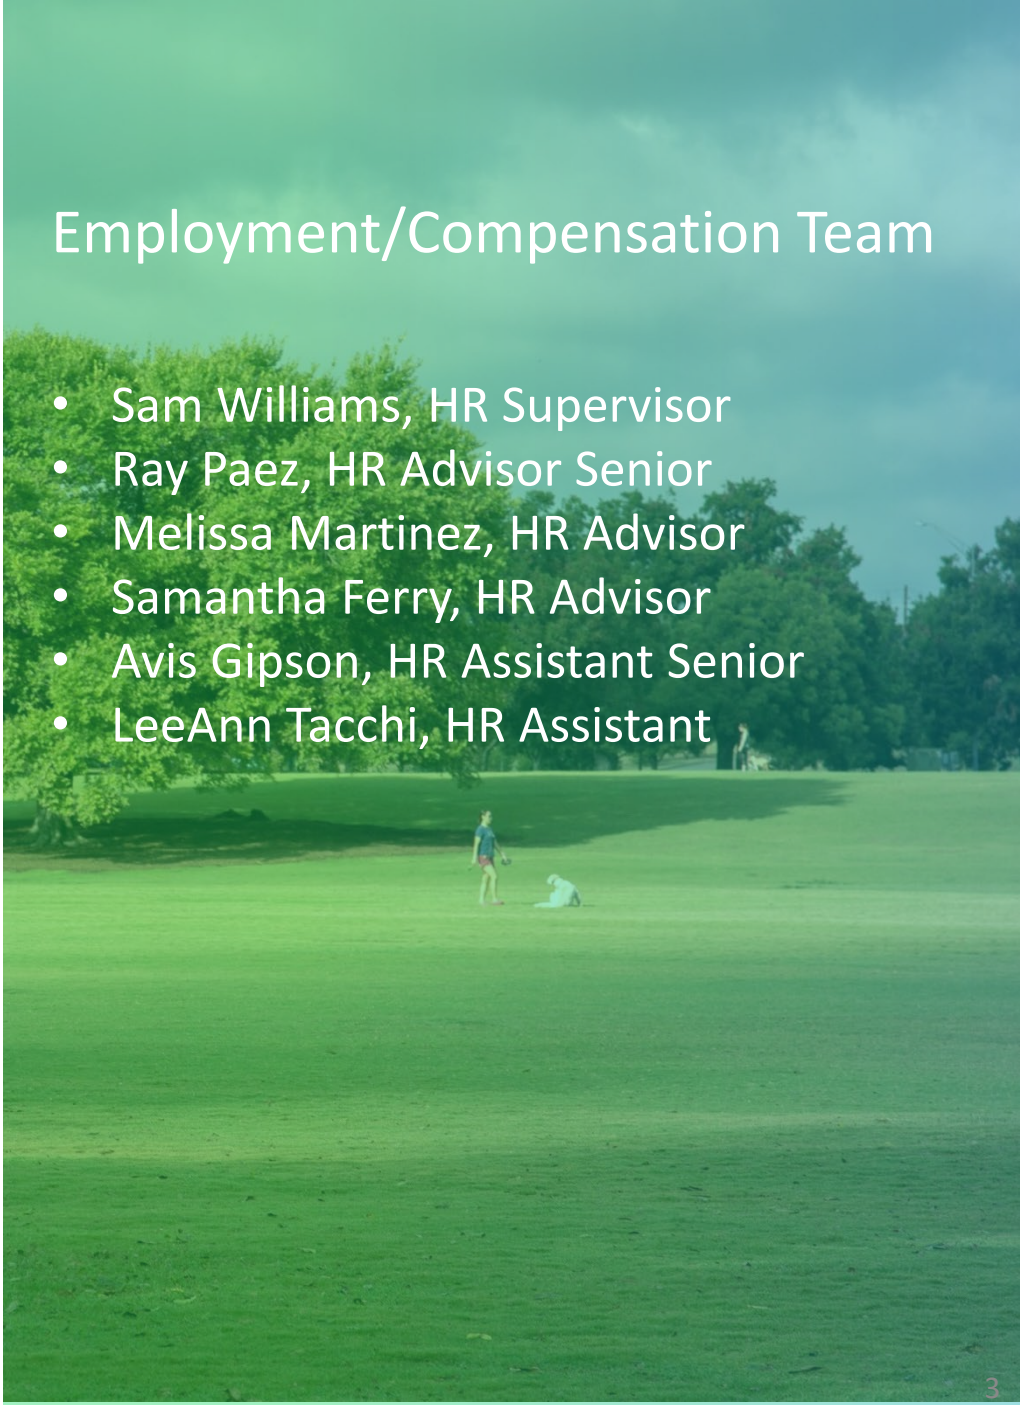 Employment/Compensation Team
• Sam Williams, HR Supervisor
• Ray Paez, HR Advisor Senior
• Melissa Martinez, HR Advisor
• Samantha Ferry, HR Advisor
• Avis Gipson, HR Assistant Senior
• LeeAnn Tacchi, HR Assistant
3